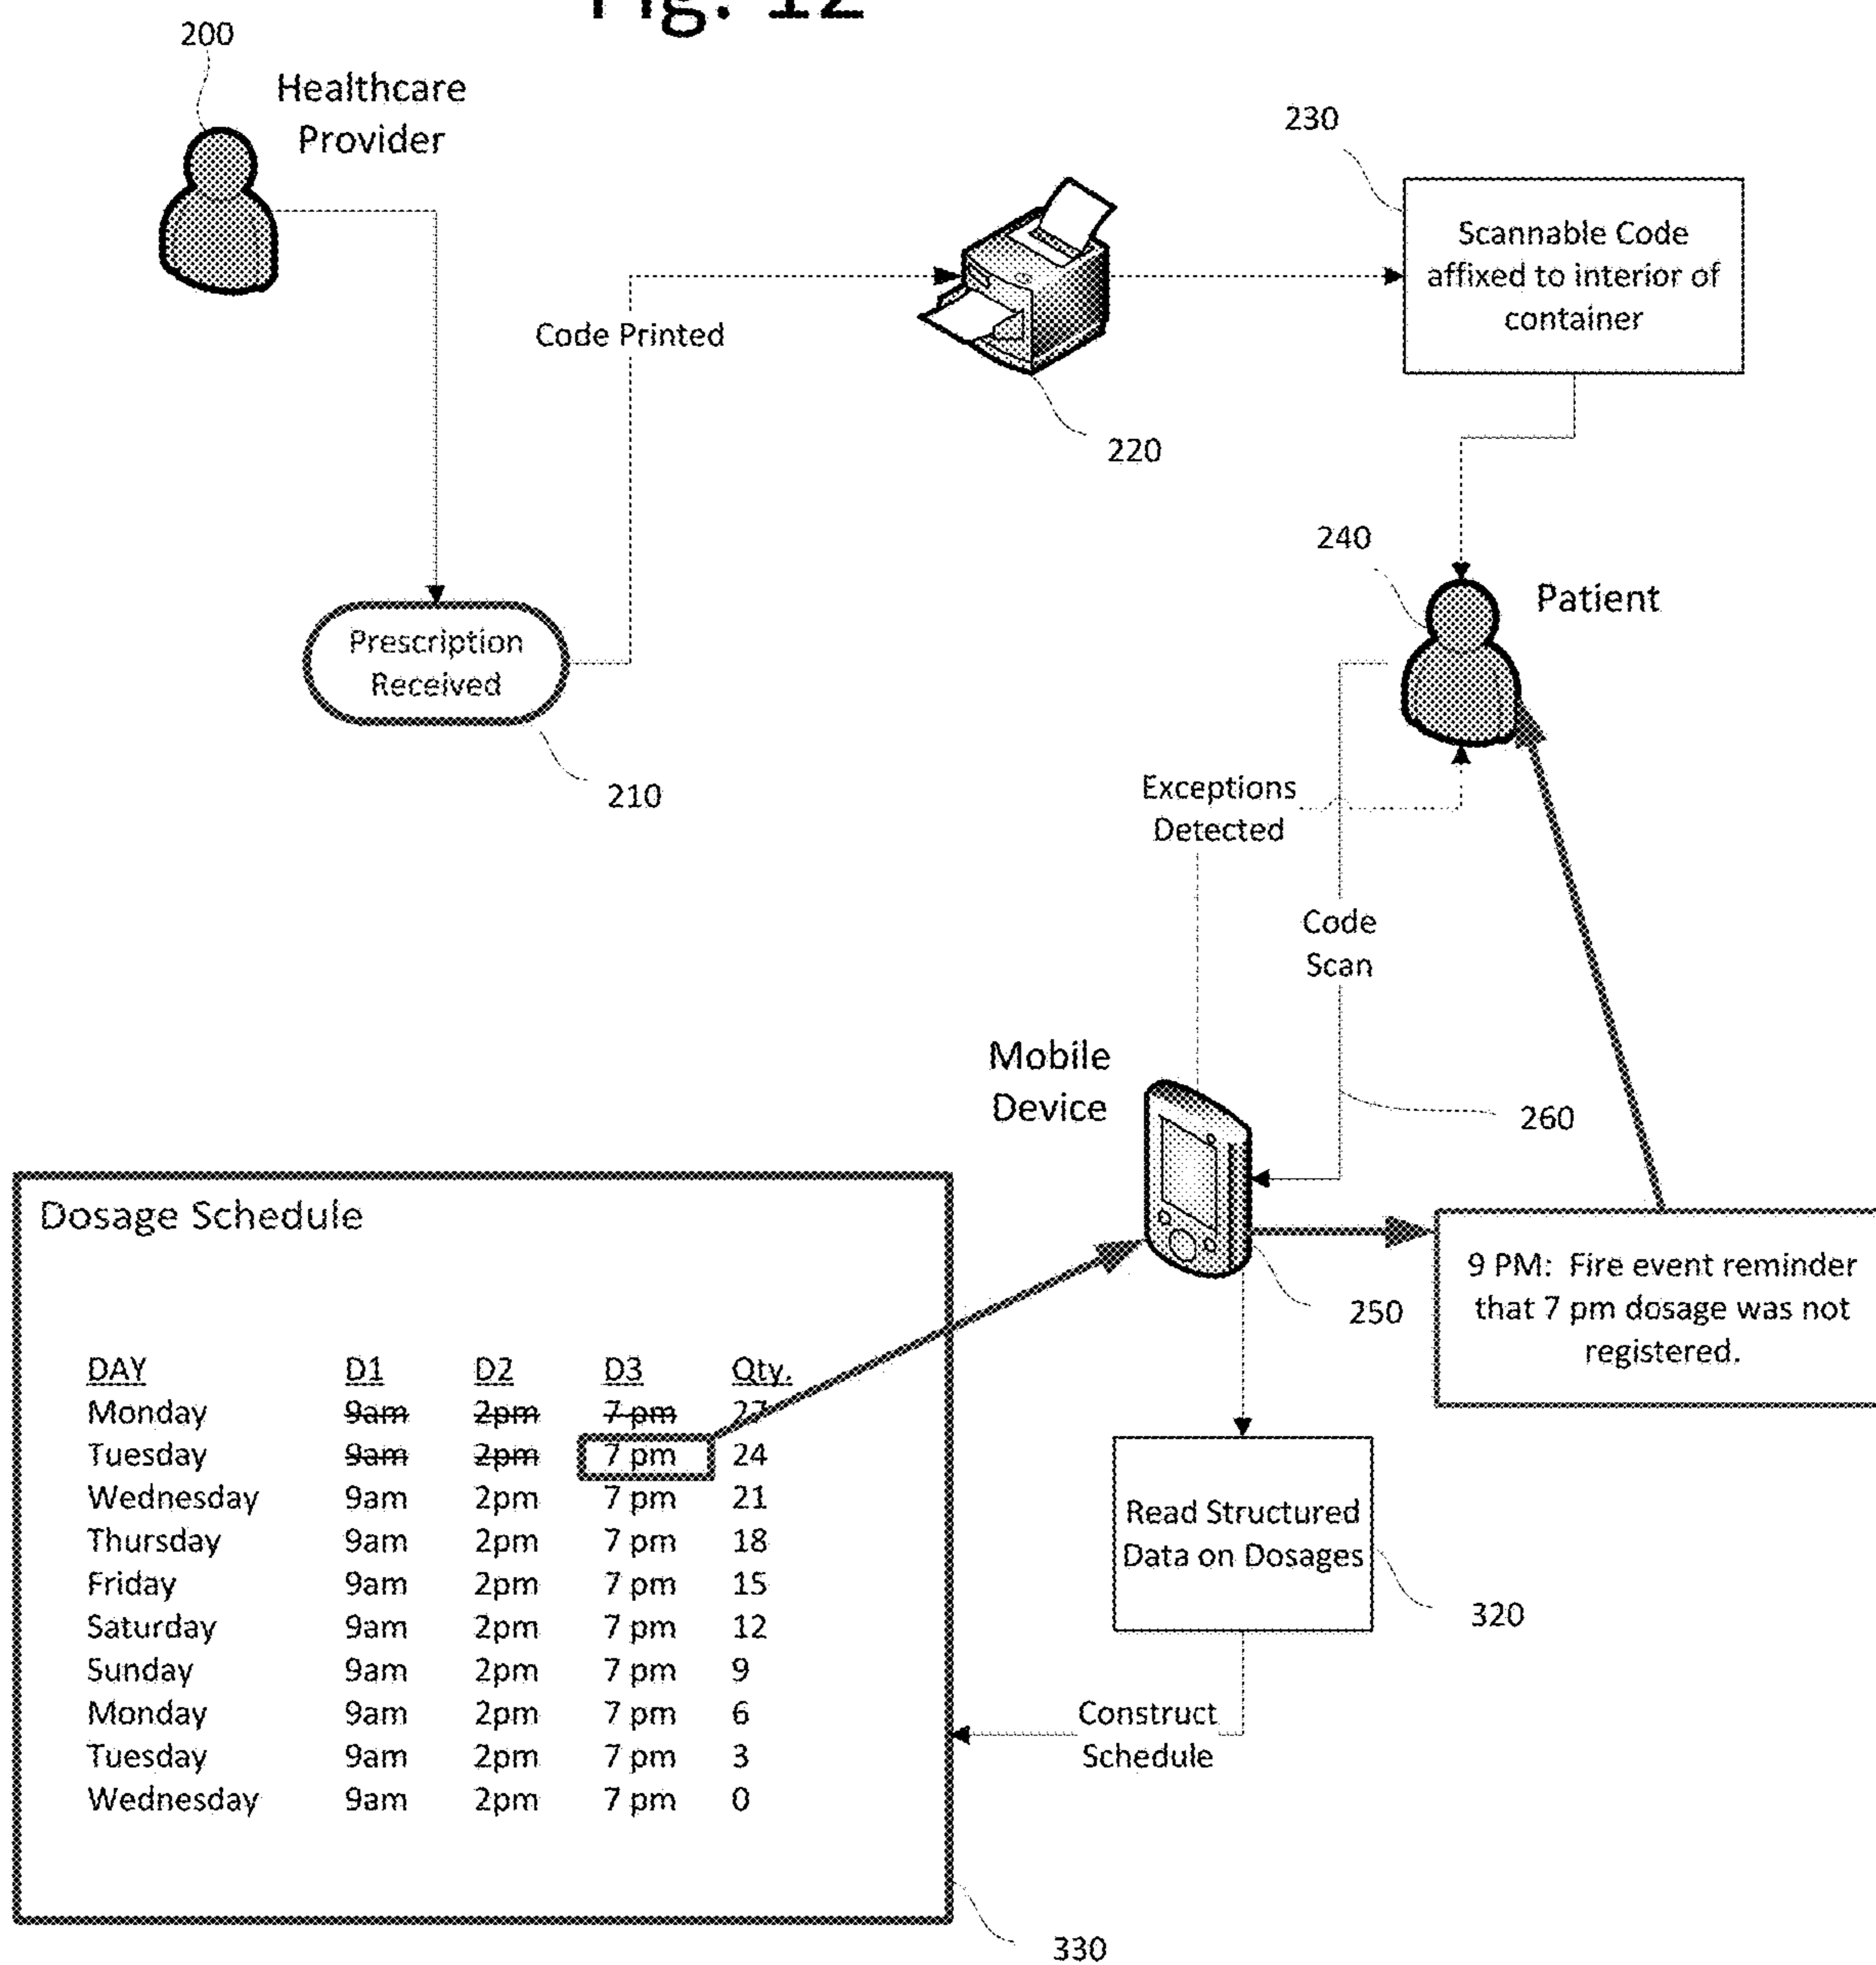 Fig. 12
200
Healthcare
Provider
230
Scannable Code
affixed to interior of
container
Code Printed
220
240
Patient
Prescription
Received
210
Exceptions
Detected
Code
Scan
Mobile
Device
260
250
9 PM: Fire event reminder
that 7 pm dosage was not
registered.
Dosage Schedule
DAY D1 D2 D3 Qty.
Monday 9am 2pm 7 pm 27
Tuesday 9am 2pm 7 pm 24
Wednesday 9am 2pm 7 pm 21
Thursday 9am 2pm 7 pm 18
Friday 9am 2pm 7 pm 15
Saturday 9am 2pm 7 pm 12
Sunday 9am 2pm 7 pm 9
Monday 9am 2pm 7 pm 6
Tuesday 9am 2pm 7 pm 3
Wednesday 9am 2pm 7 pm 0
Read Structured
Data on Dosages
320
Construct
Schedule
330